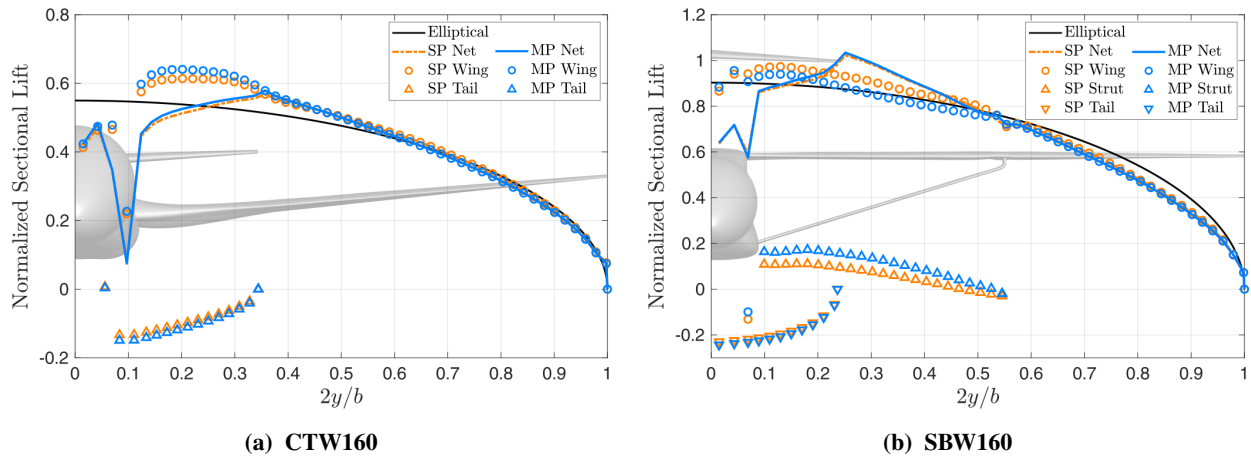 0.8
0.6
0.4
0.2
0
-0.2
Normalized Sectional Lift
Elliptical
SP Net MP Net
SP Wing MP Wing
SP Tail MP Tail
0 0.1 0.2 0.3 0.4 0.5 0.6 0.7 0.8 0.9 1
2y/b
(a) CTW160
1.2
1
0.8
0.6
0.4
0.2
0
-0.2
-0.4
Normalized Sectional Lift
Elliptical
SP Net MP Net
SP Wing MP Wing
SP Strut MP Strut
SP Tail MP Tail
0 0.1 0.2 0.3 0.4 0.5 0.6 0.7 0.8 0.9 1
2y/b
(b) SBW160